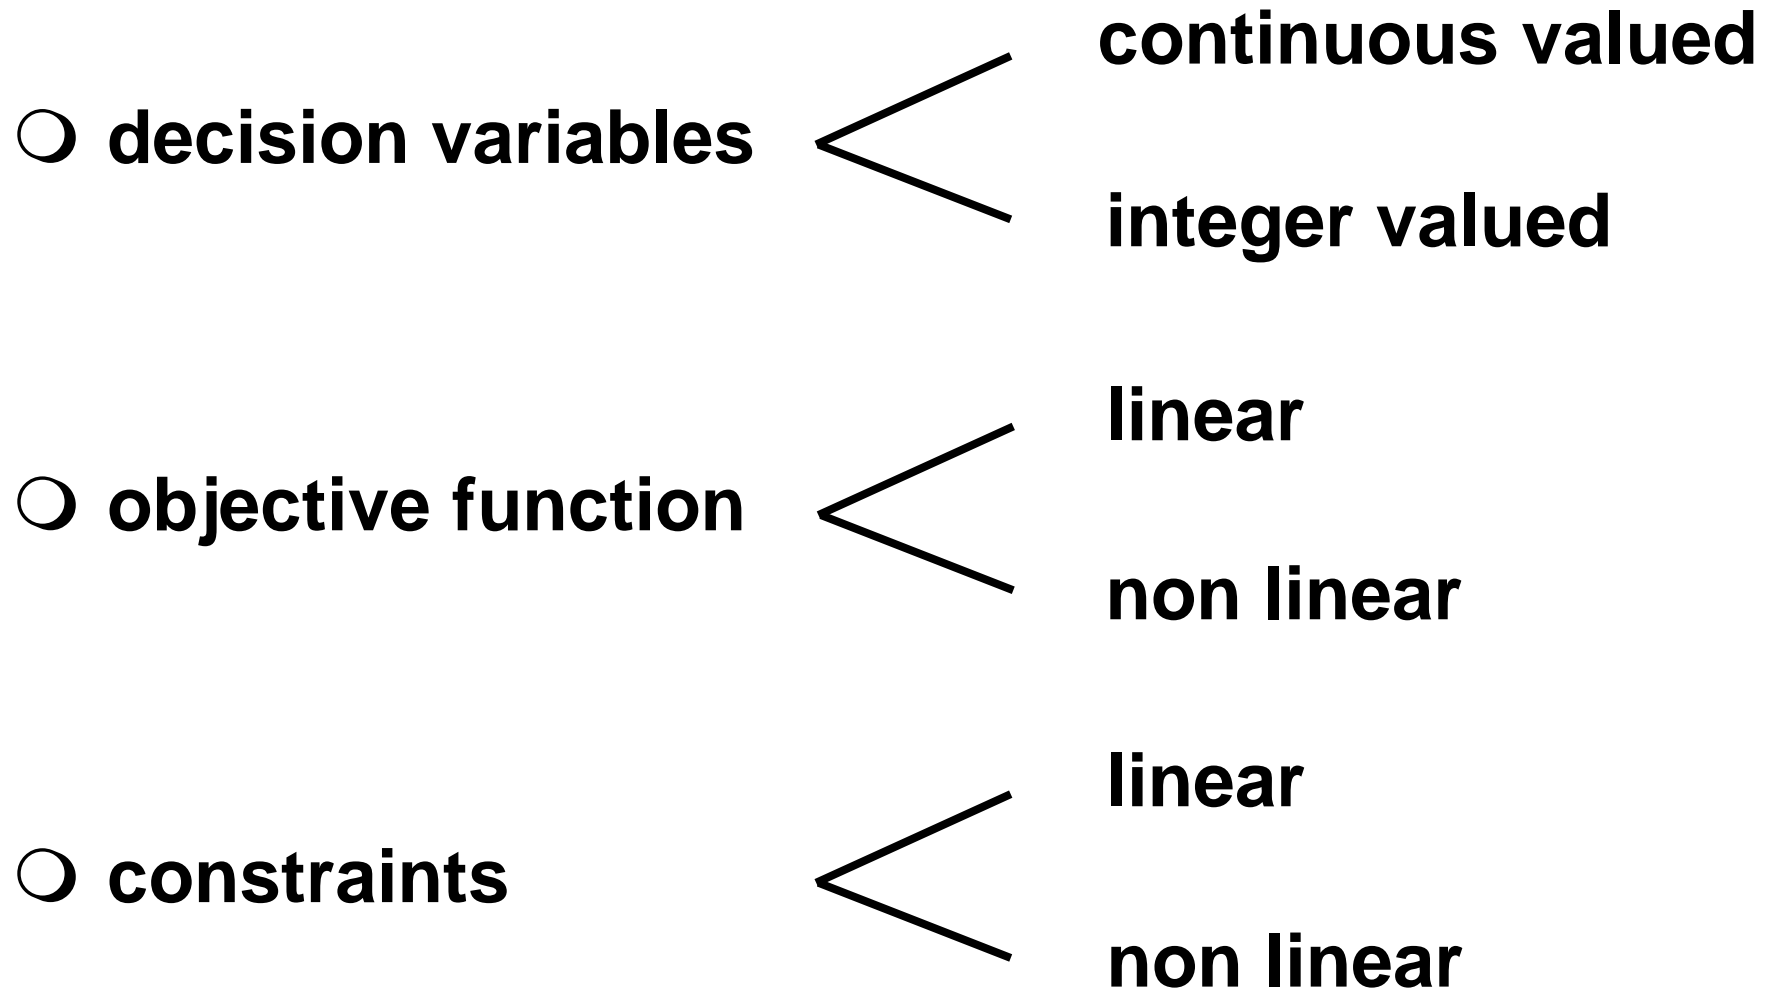 continuous valued
❍ decision variables
integer valued
linear
❍ objective function
non linear
linear
❍ constraints
non linear